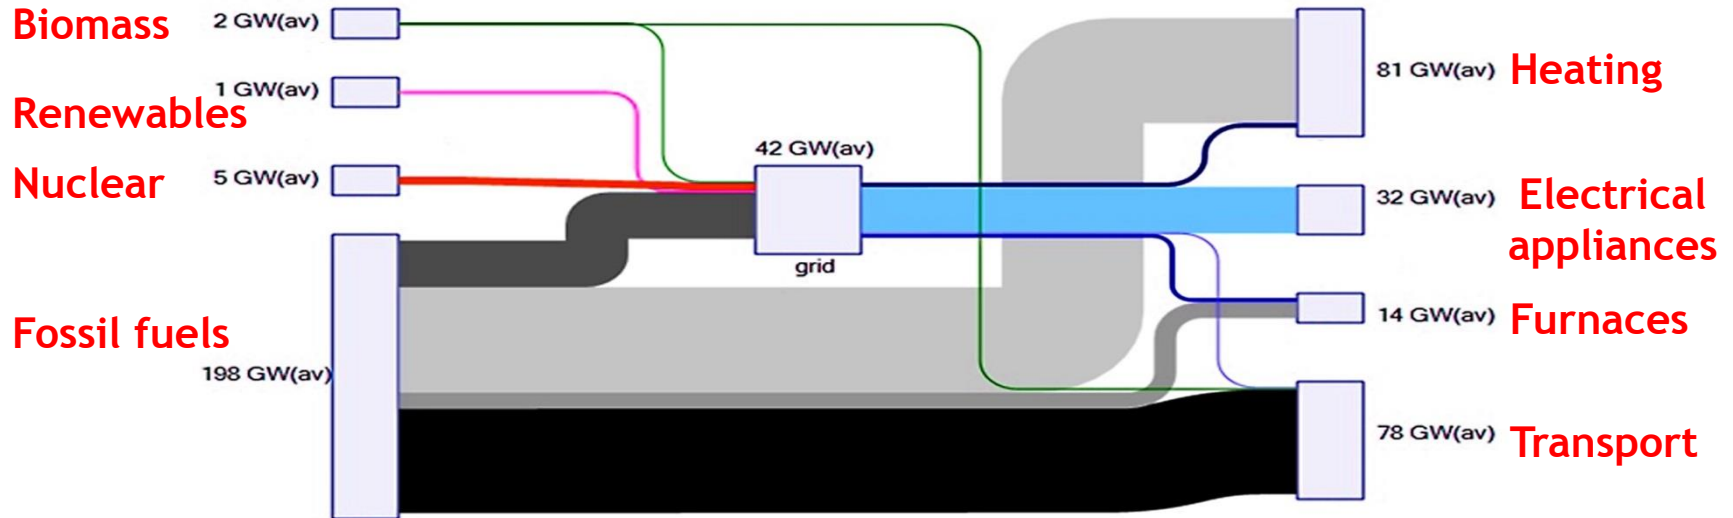 Biomass 2 GW(av)
Renewables 1 GW(av)
Nuclear 5 GW(av)
Fossil fuels 198 GW(av)
42 GW(av)
grid
81 GW(av) Heating
32 GW(av) Electrical
appliances
14 GW(av) Furnaces
78 GW(av) Transport